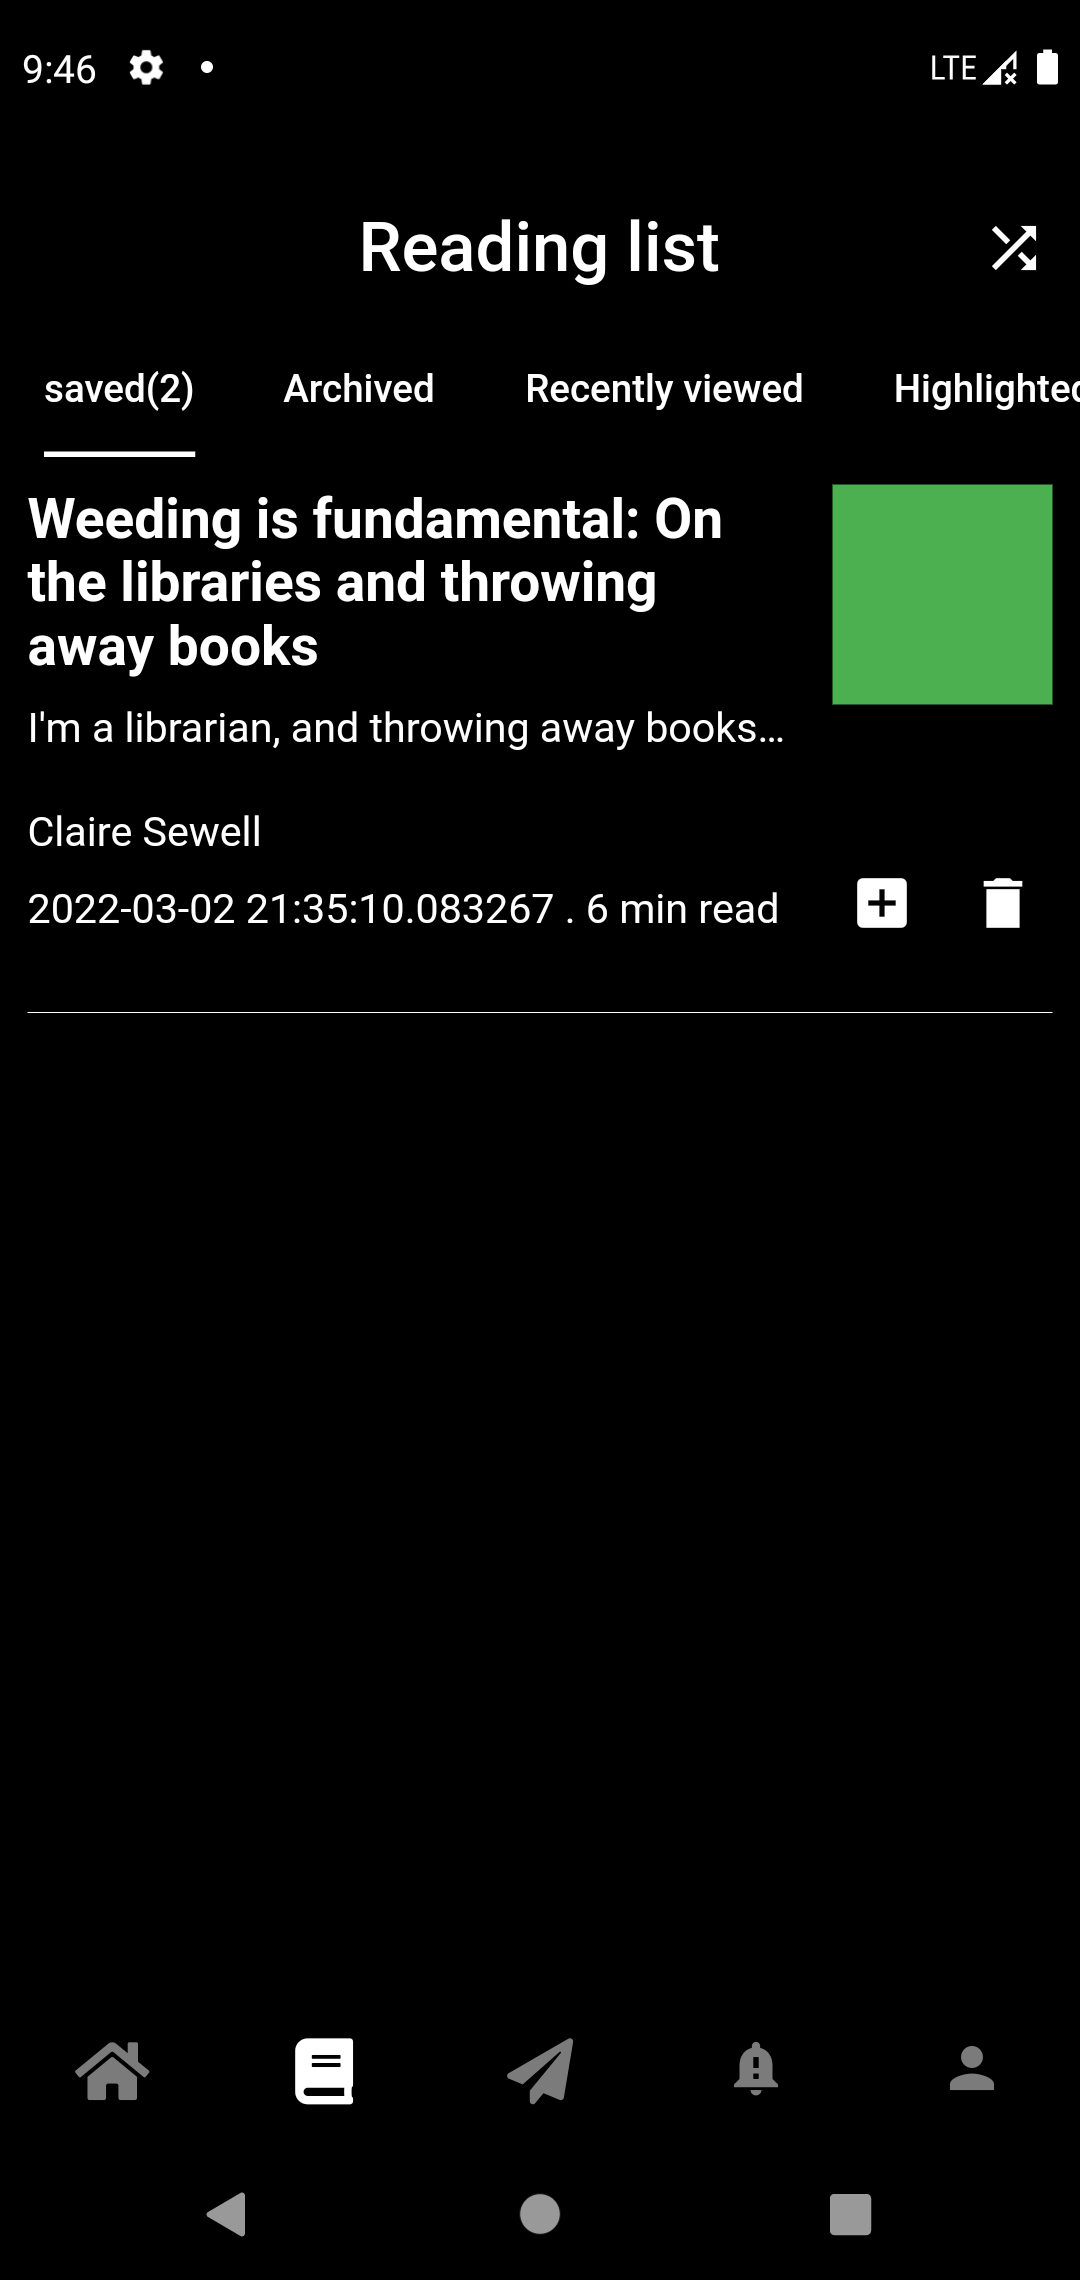 9:46 LTE
Reading list
saved(2) Archived Recently viewed Highlighted
Weeding is fundamental: On
the libraries and throwing
away books
I'm a librarian, and throwing away books...
Claire Sewell
2022-03-02 21:35:10.083267 . 6 min read